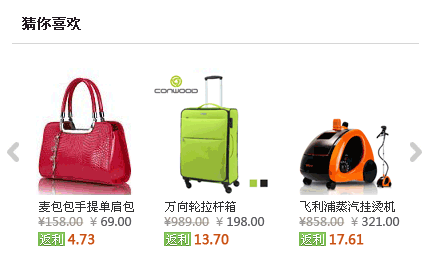 猜你喜欢
CONWOOD
麦包包手提单肩包
¥158.00 ¥ 69.00
返利 4.73
万向轮拉杆箱
¥989.00 ¥ 198.00
返利 13.70
飞利浦蒸汽挂烫机
¥858.00 ¥ 321.00
返利 17.61